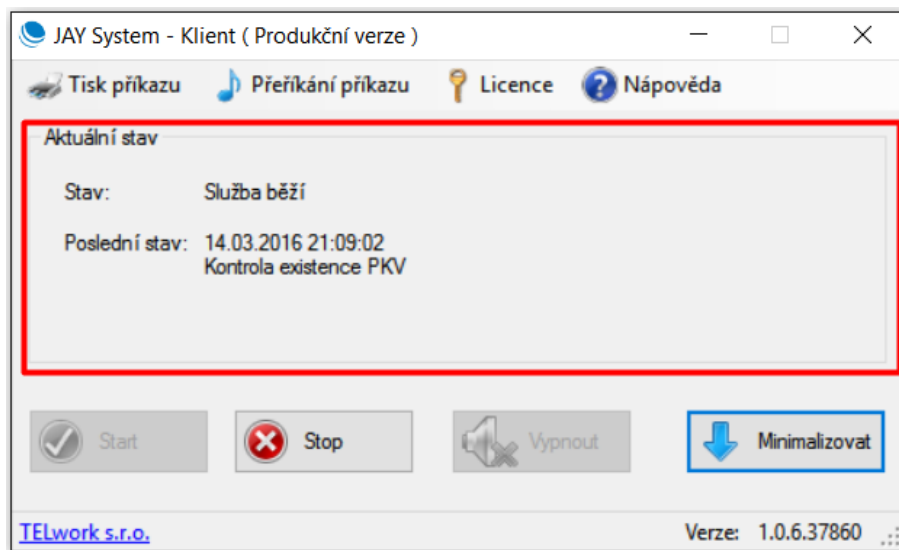 JAY System - Klient ( Produkční verze )
Tisk příkazu Přeříkání příkazu Licence Nápověda
Aktuální stav
Stav: Služba běží
Poslední stav: 14.03.2016 21:09:02
Kontrola existence PKV
Start Stop Vypnout Minimalizovat
TELwork s.r.o. Verze: 1.0.6.37860